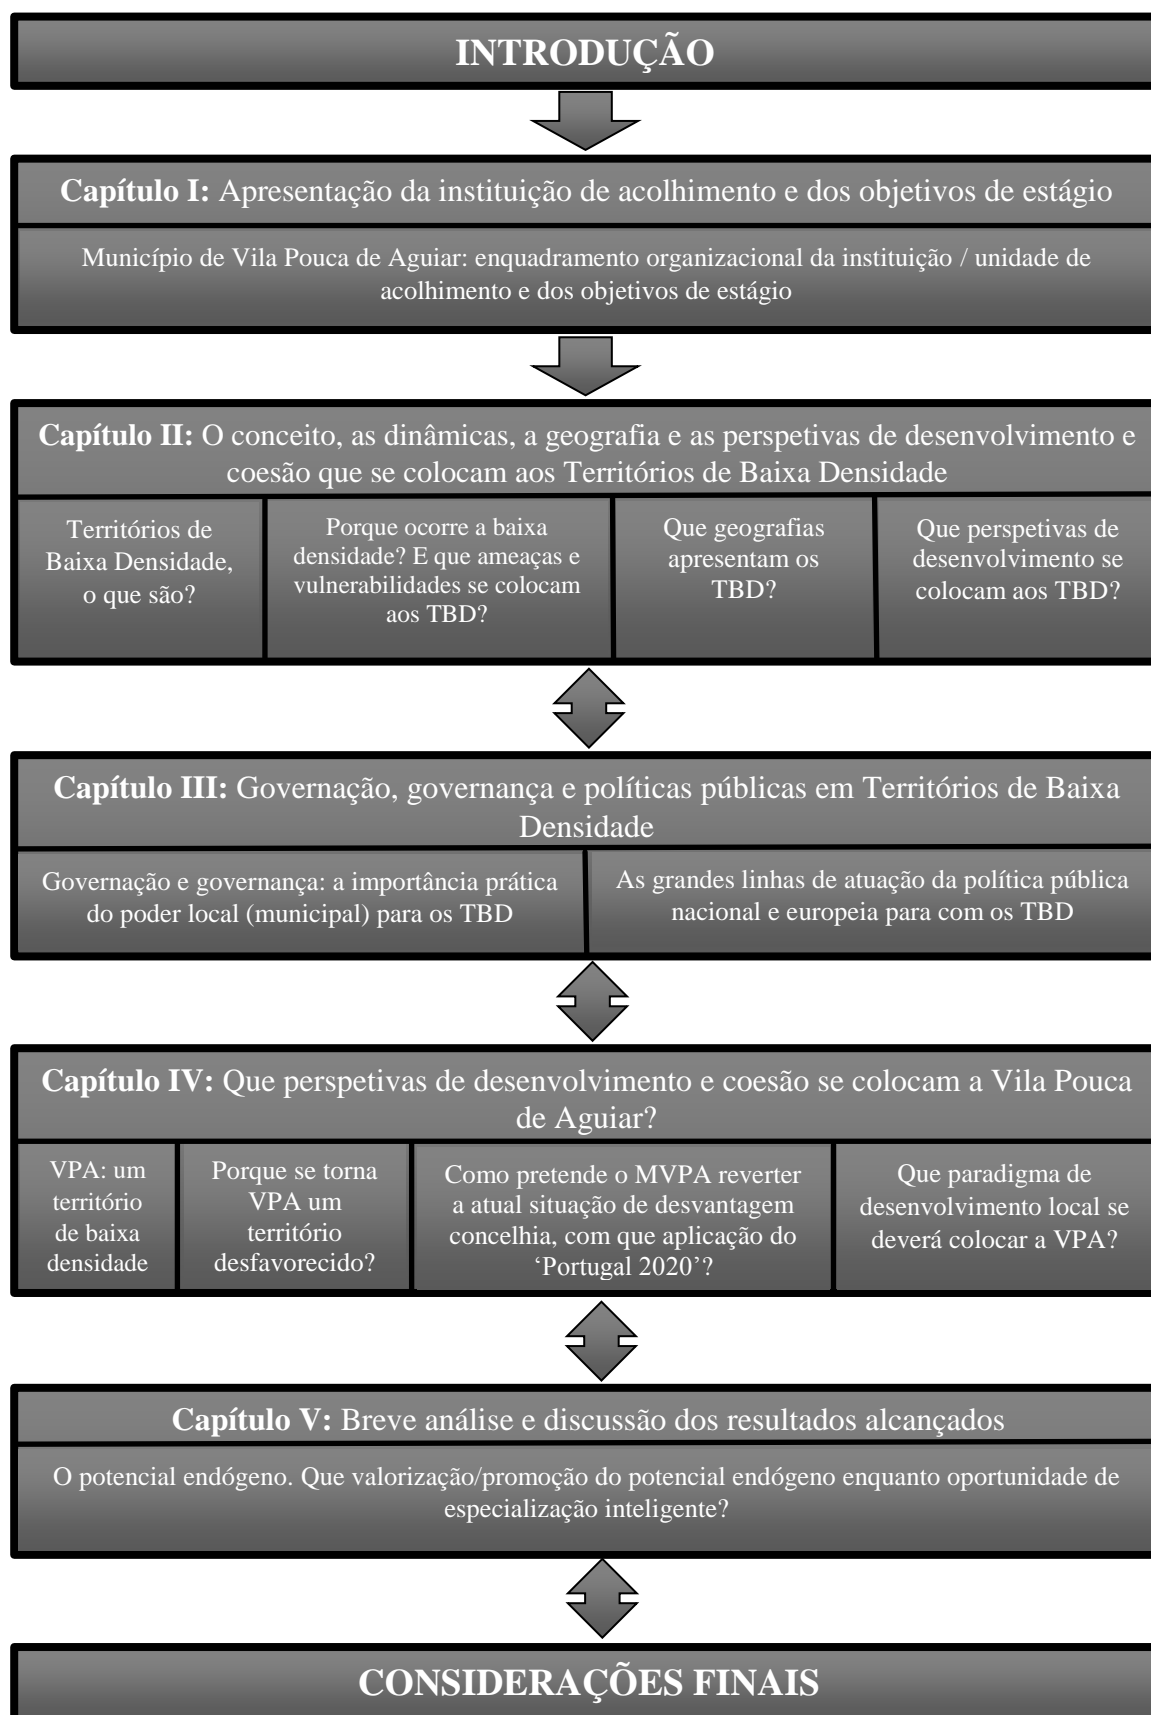 INTRODUÇÃO
Capítulo I: Apresentação da instituição de acolhimento e dos objetivos de estágio
Município de Vila Pouca de Aguiar: enquadramento organizacional da instituição / unidade de
acolhimento e dos objetivos de estágio
Capítulo II: O conceito, as dinâmicas, a geografia e as perspetivas de desenvolvimento e
coesão que se colocam aos Territórios de Baixa Densidade
Territórios de
Baixa Densidade,
o que são?
Porque ocorre a baixa
densidade? E que ameaças e
vulnerabilidades se colocam
aos TBD?
Que geografias
apresentam os
TBD?
Que perspetivas de
desenvolvimento se
colocam aos TBD?
Capítulo III: Governação, governança e políticas públicas em Territórios de Baixa
Densidade
Governação e governança: a importância prática
do poder local (municipal) para os TBD
As grandes linhas de atuação da política pública
nacional e europeia para com os TBD
Capítulo IV: Que perspetivas de desenvolvimento e coesão se colocam a Vila Pouca
de Aguiar?
VPA: um
território
de baixa
densidade
Porque se torna
VPA um
território
desfavorecido?
Como pretende o MVPA reverter
a atual situação de desvantagem
concelhia, com que aplicação do
‘Portugal 2020’?
Que paradigma de
desenvolvimento local se
deverá colocar a VPA?
Capítulo V: Breve análise e discussão dos resultados alcançados
O potencial endógeno. Que valorização/promoção do potencial endógeno enquanto oportunidade de
especialização inteligente?
CONSIDERAÇÕES FINAIS